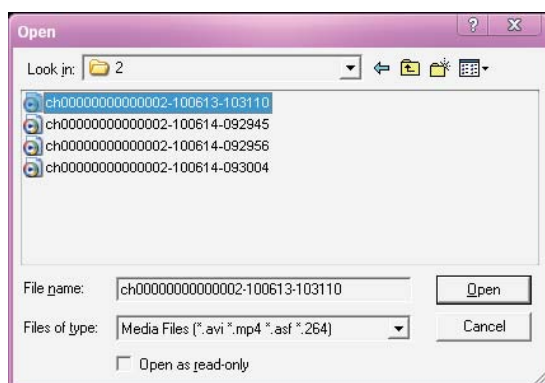 Open
Look in: 2
ch00000000000002-100613-103110
ch00000000000002-100614-092945
ch00000000000002-100614-092956
ch00000000000002-100614-093004
File name: ch00000000000002-100613-103110 Open
Files of type: Media Files (*.avi *.mp4 *.asf *.264) Cancel
Open as read-only